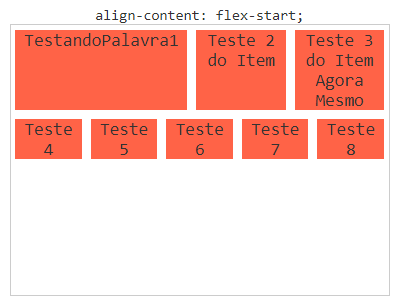 align-content: flex-start;
TestandoPalavra1
Teste 2
do Item
Teste 3
do Item
Agora
Mesmo
Teste
4
Teste
5
Teste
6
Teste
7
Teste
8